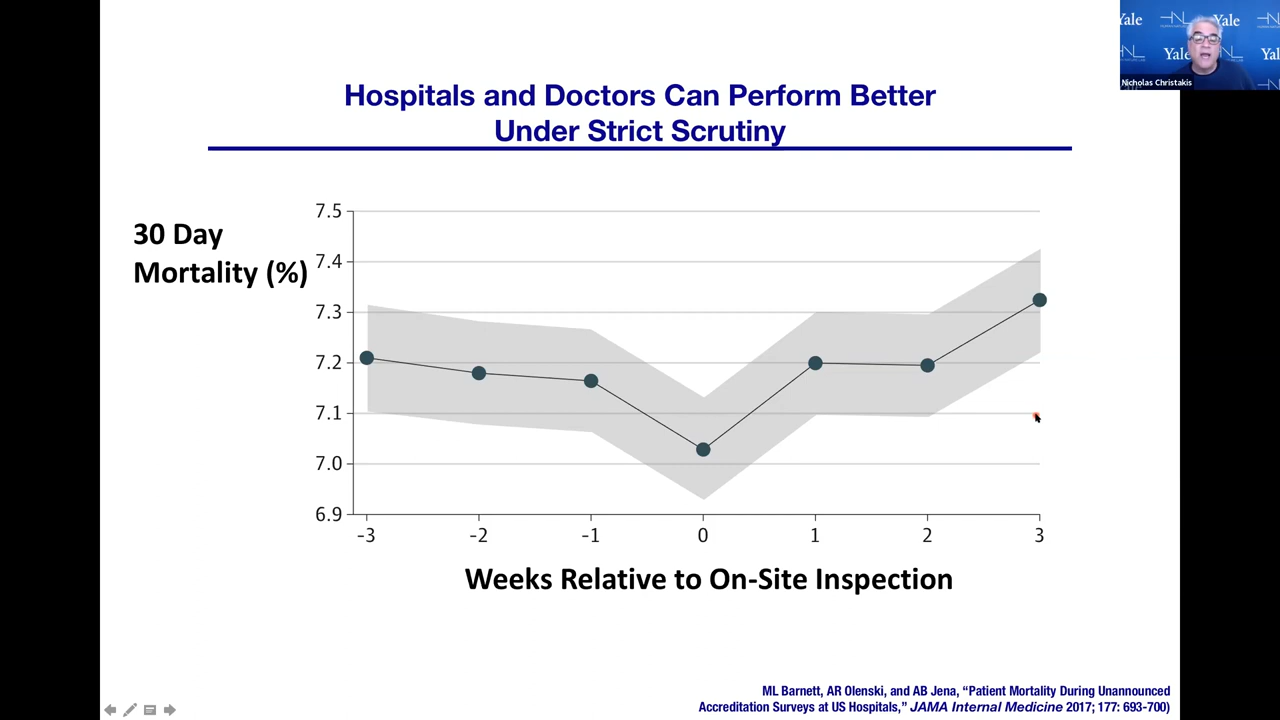 Yale
Yale
Yale
Yal
Nicholas Christakis
Hospitals and Doctors Can Perform Better
Under Strict Scrutiny
30 Day
Mortality (%)
7.5
7.4
7.3
7.2
7.1
7.0
6.9
-3
-2
-1
0
1
2
3
Weeks Relative to On-Site Inspection
ML Barnett, AR Olenski, and AB Jena, “Patient Mortality During Unannounced
Accreditation Surveys at US Hospitals,” JAMA Internal Medicine 2017; 177: 693-700)